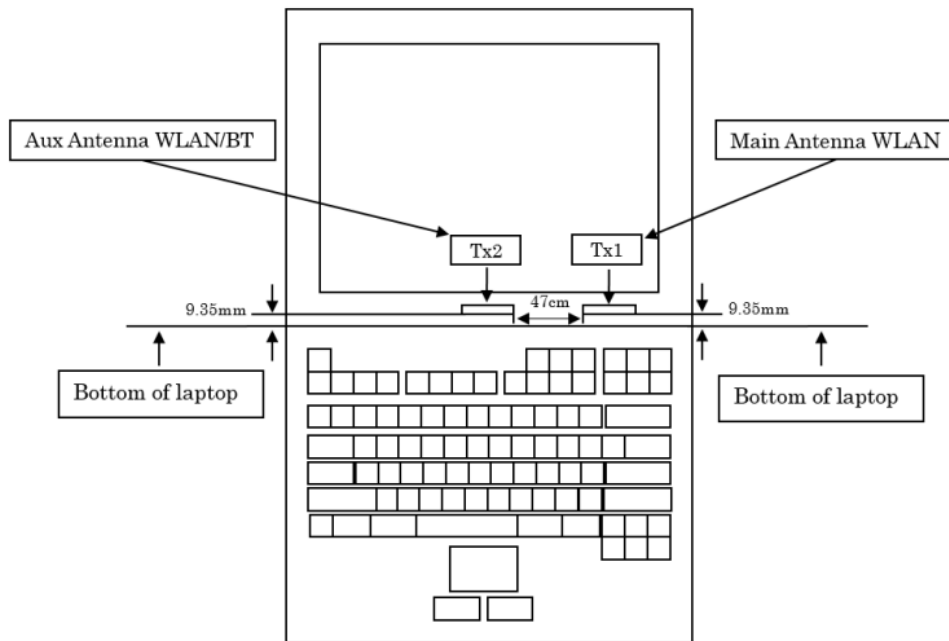 Aux Antenna WLAN/BT
Main Antenna WLAN
Tx2
Tx1
47cm
9.35mm
9.35mm
Bottom of laptop
Bottom of laptop